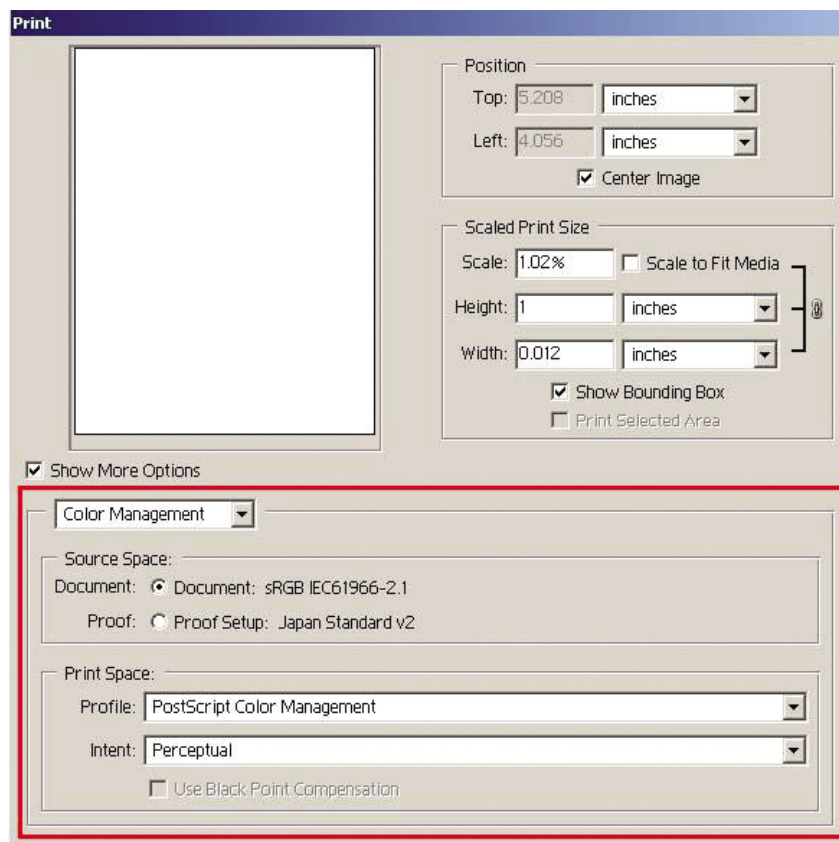 Print
Position
Top: 5.208 inches
Left: 4.056 inches
Center Image
Scaled Print Size
Scale: 1.02% Scale to Fit Media
Height: 1 inches
Width: 0.012 inches
Show Bounding Box
Print Selected Area
Show More Options
Color Management
Source Space:
Document: Document: sRGB IEC61966-2.1
Proof: Proof Setup: Japan Standard v2
Print Space:
Profile: PostScript Color Management
Intent: Perceptual
Use Black Point Compensation